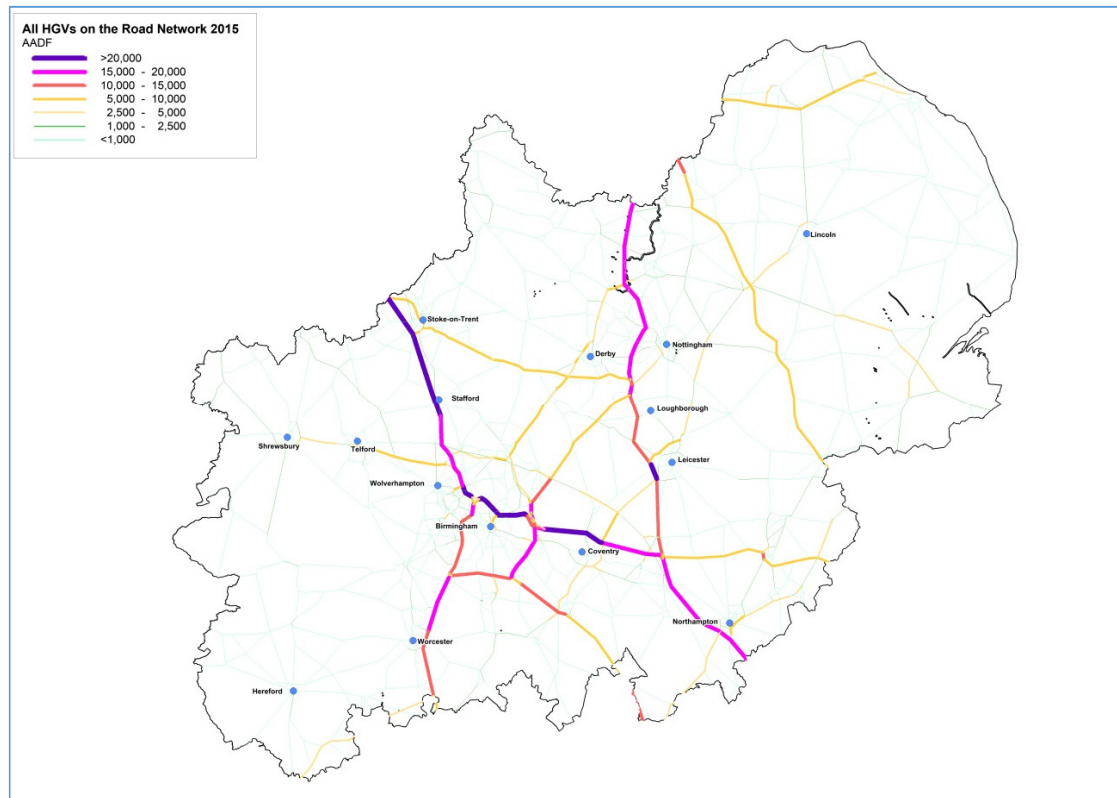 All HGVs on the Road Network 2015
AADF
>20,000
15,000 - 20,000
10,000 - 15,000
5,000 - 10,000
2,500 - 5,000
1,000 - 2,500
<1,000
Lincoln
Stoke-on-Trent
Nottingham
Derby
Stafford
Loughborough
Shrewsbury
Telford
Leicester
Wolverhampton
Birmingham
Coventry
Northampton
Worcester
Hereford